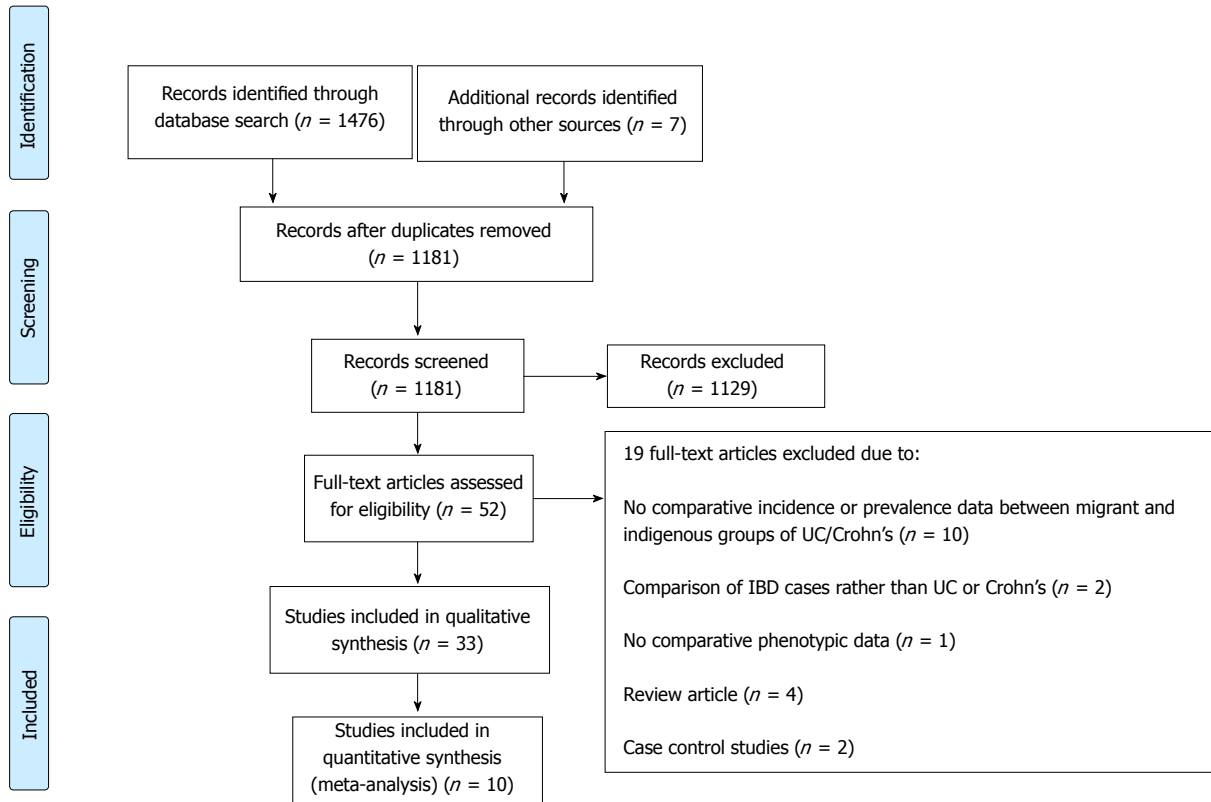 Identification
Records identified through
database search (n = 1476)
Additional records identified
through other sources (n = 7)
Screening
Records after duplicates removed
(n = 1181)
Records screened
(n = 1181)
Records excluded
(n = 1129)
Eligibility
Full-text articles assessed
for eligibility (n = 52)
19 full-text articles excluded due to:
No comparative incidence or prevalence data between migrant and
indigenous groups of UC/Crohn's (n = 10)
Comparison of IBD cases rather than UC or Crohn's (n = 2)
No comparative phenotypic data (n = 1)
Review article (n = 4)
Case control studies (n = 2)
Included
Studies included in qualitative
synthesis (n = 33)
Studies included in
quantitative synthesis
(meta-analysis) (n = 10)